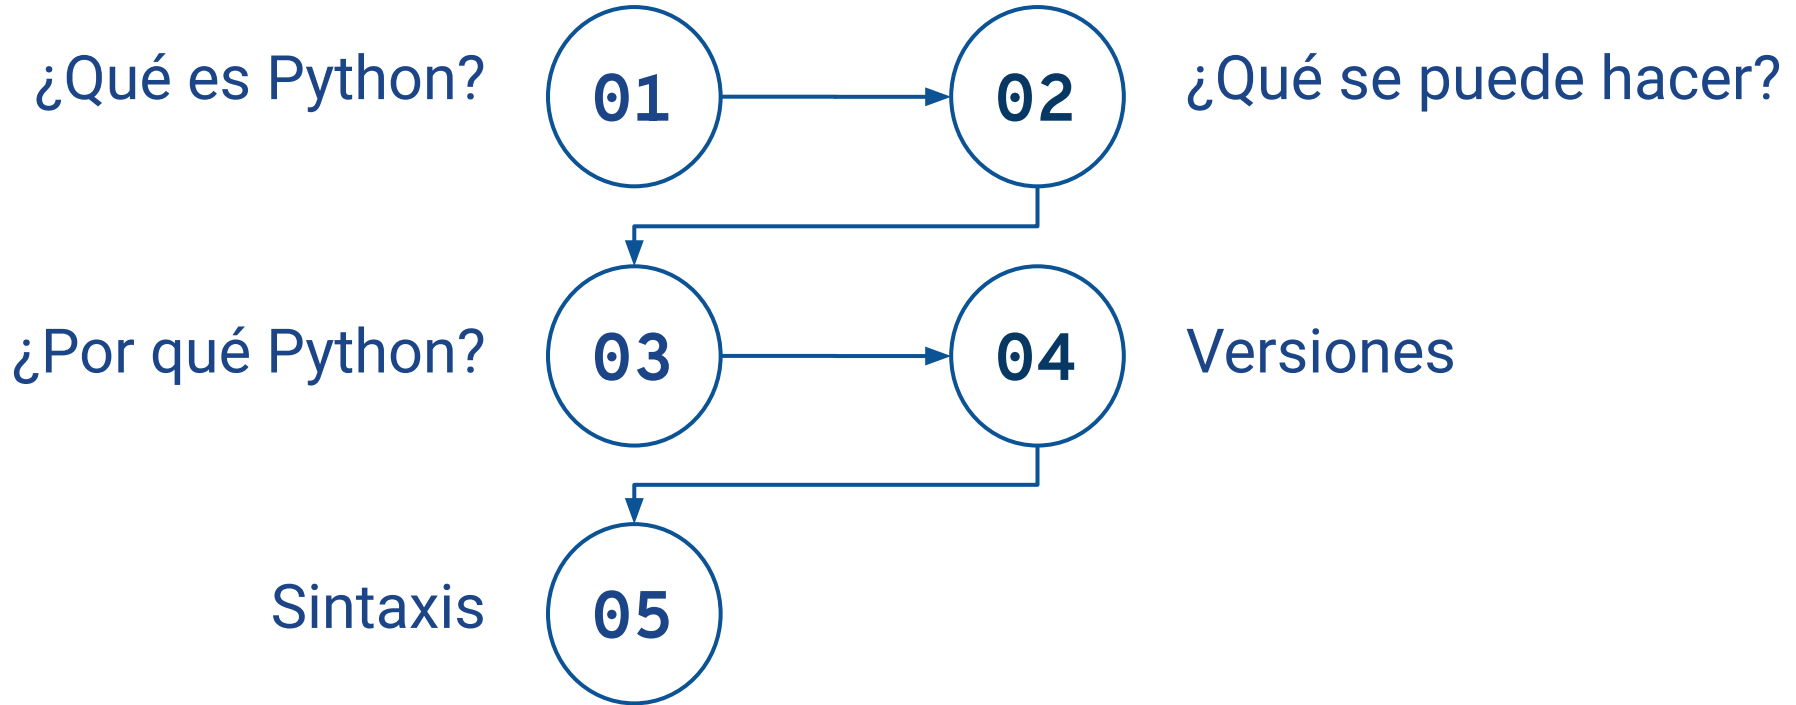 ¿Qué es Python?
01
02
¿Qué se puede hacer?
¿Por qué Python?
03
04
Versiones
Sintaxis
05